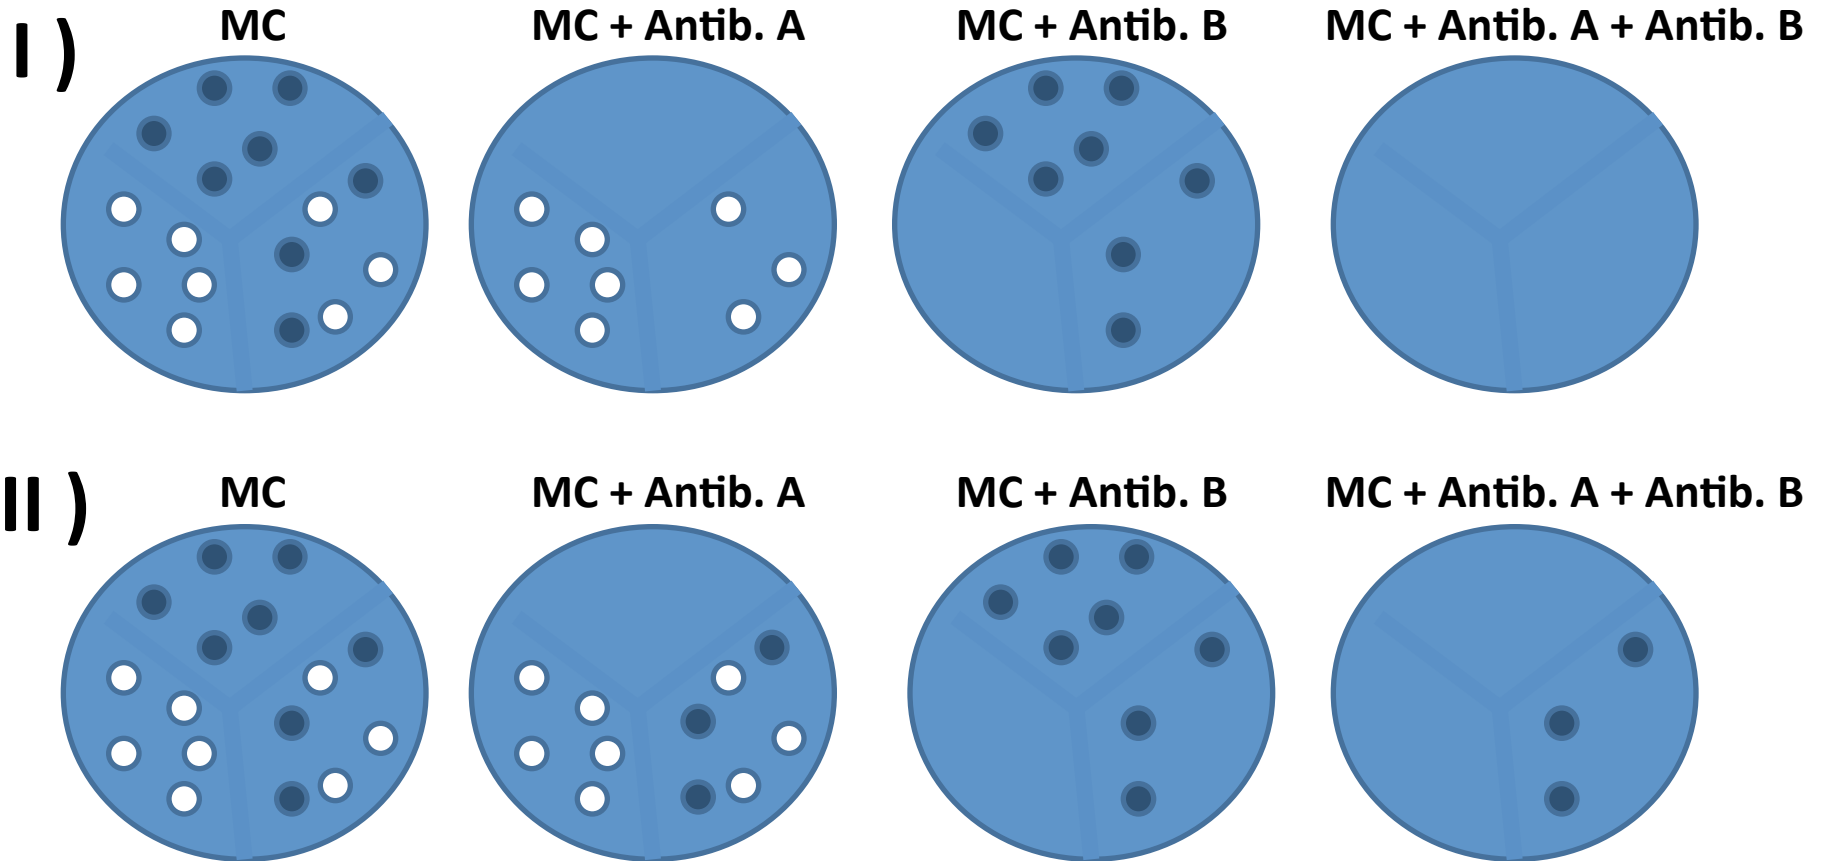 I )
MC
MC + Antib. A
MC + Antib. B
MC + Antib. A + Antib. B
II )
MC
MC + Antib. A
MC + Antib. B
MC + Antib. A + Antib. B